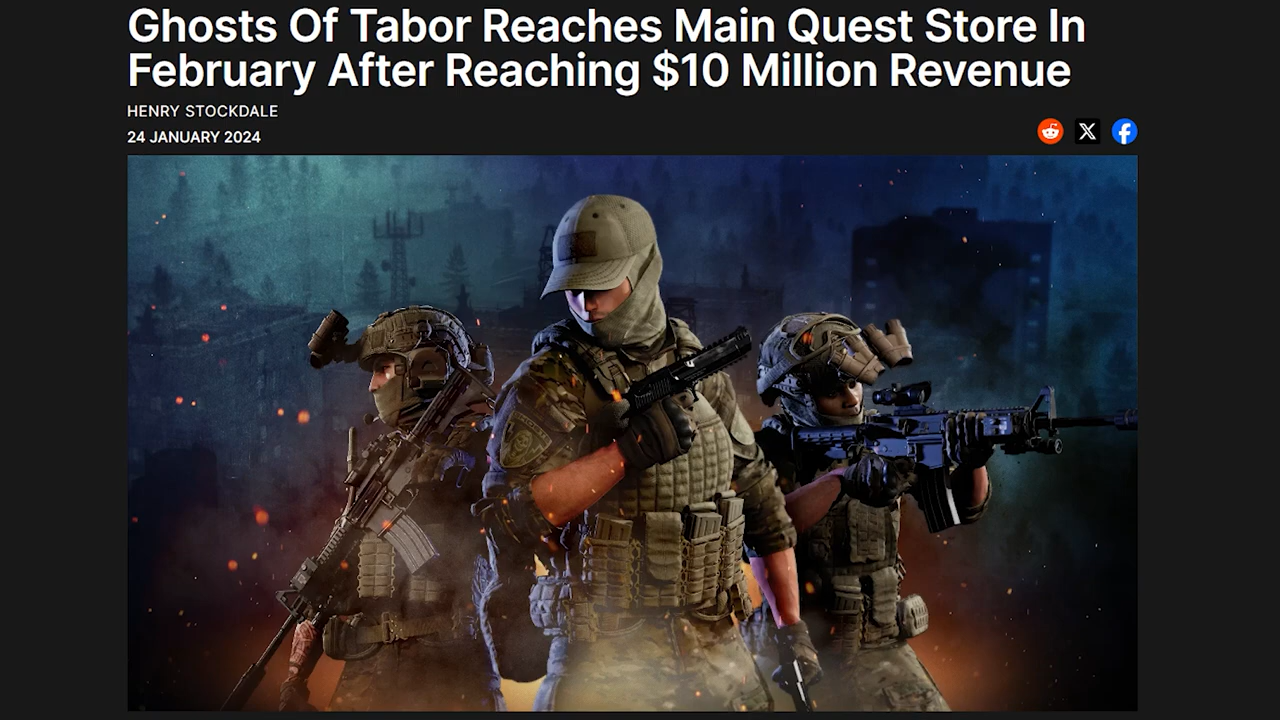 Ghosts Of Tabor Reaches Main Quest Store In
February After Reaching $10 Million Revenue
HENRY STOCKDALE
24 JANUARY 2024